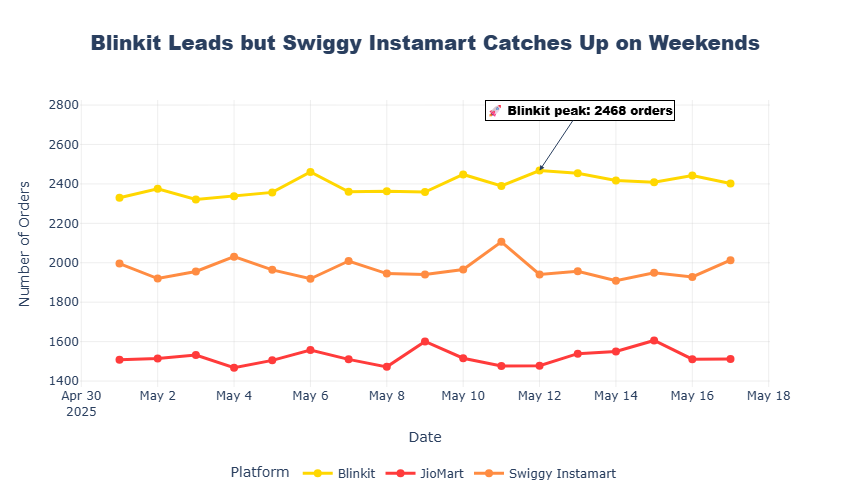 Blinkit Leads but Swiggy Instamart Catches Up on Weekends
🚀 Blinkit peak: 2468 orders
Number of Orders
2800
2600
2400
2200
2000
1800
1600
1400
Apr 30 May 2 May 4 May 6 May 8 May 10 May 12 May 14 May 16 May 18
2025
Date
Platform Blinkit JioMart Swiggy Instamart